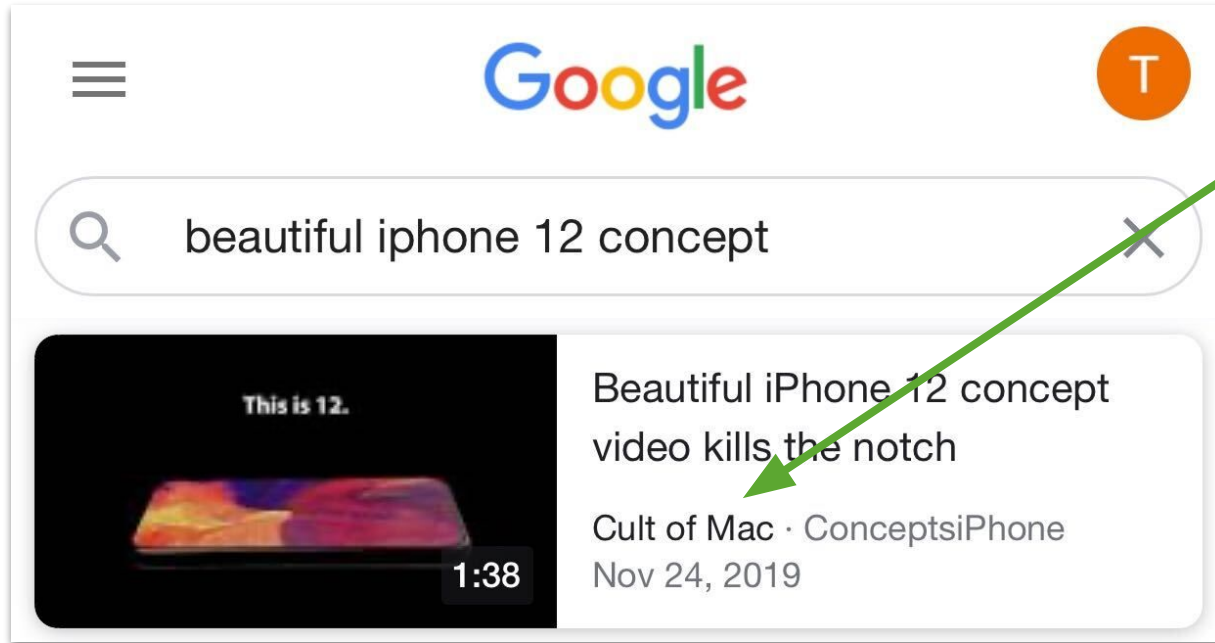 Google
T
beautiful iphone 12 concept
This is 12.
1:38
Beautiful iPhone 12 concept
video kills the notch
Cult of Mac · ConceptsiPhone
Nov 24, 2019